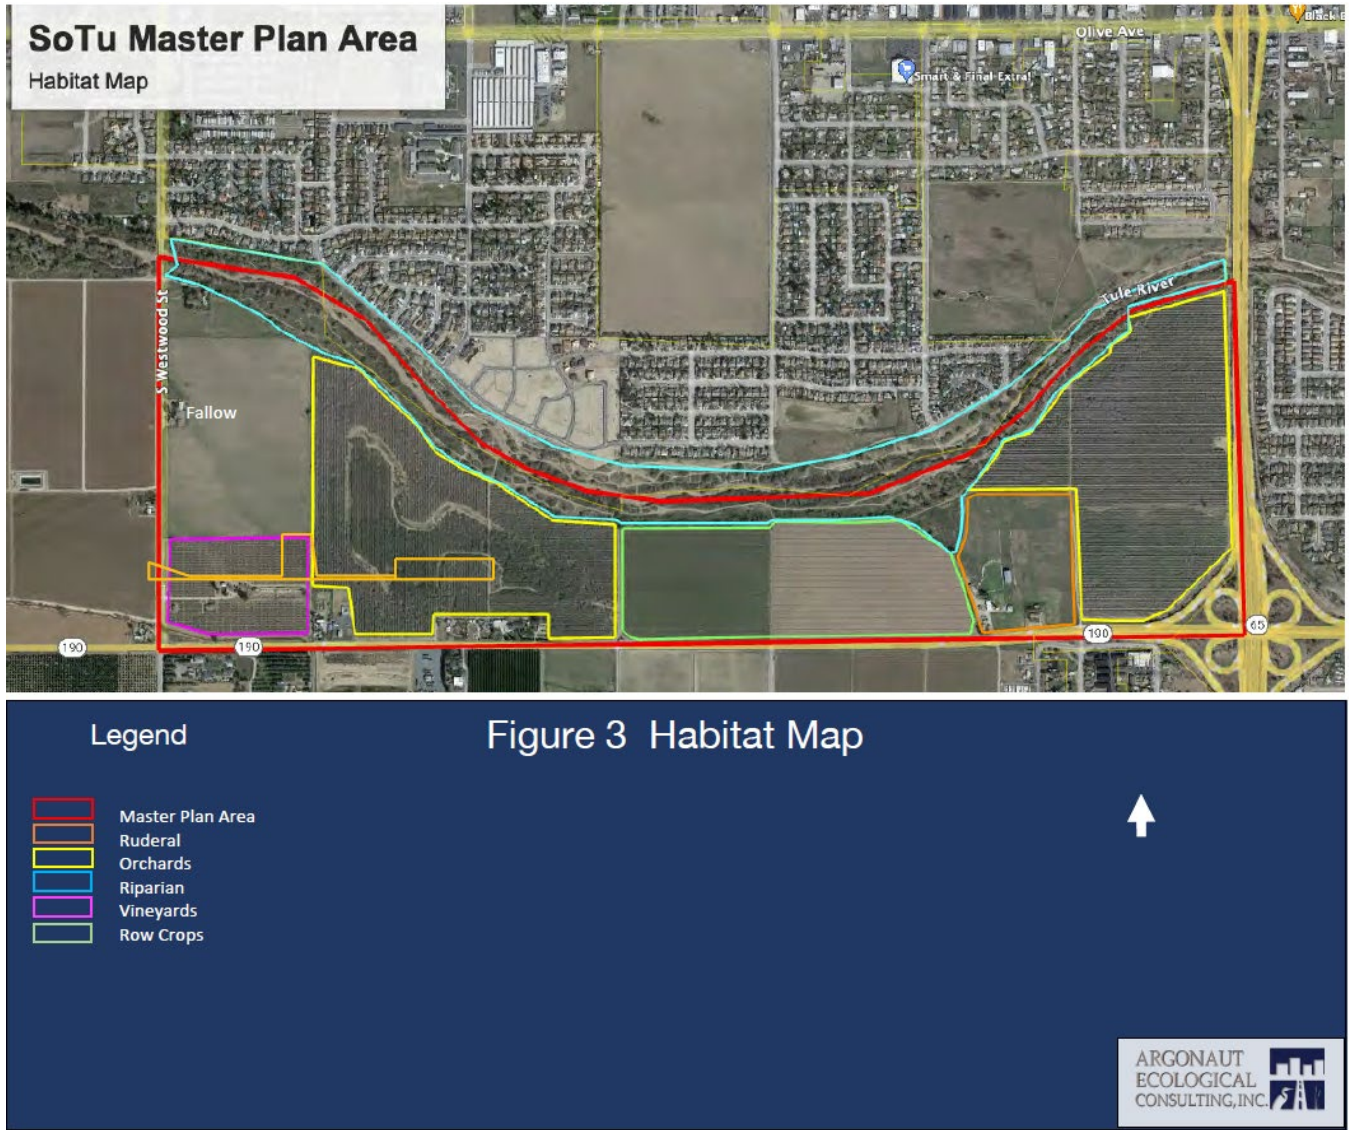 SoTu Master Plan Area
Habitat Map
Olive Ave
Smart & Final Extra!
Tule River
S Westwood St
Fallow
190
190
190
65
Legend
Figure 3 Habitat Map
Master Plan Area
Ruderal
Orchards
Riparian
Vineyards
Row Crops
ARGONAUT
ECOLOGICAL
CONSULTING, INC.